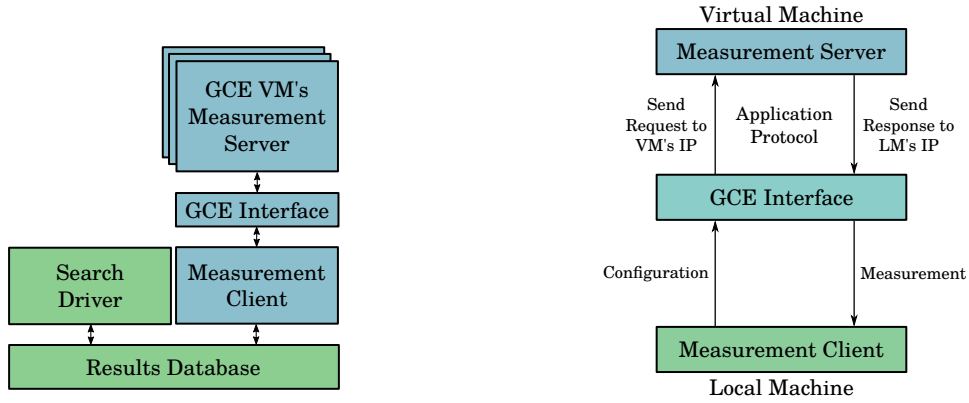 GCE VM's
Measurement
Server
GCE Interface
Search
Driver
Measurement
Client
Results Database
Virtual Machine
Measurement Server
Send
Request to
VM's IP
Application
Protocol
Send
Response to
LM's IP
GCE Interface
Configuration
Measurement
Measurement Client
Local Machine